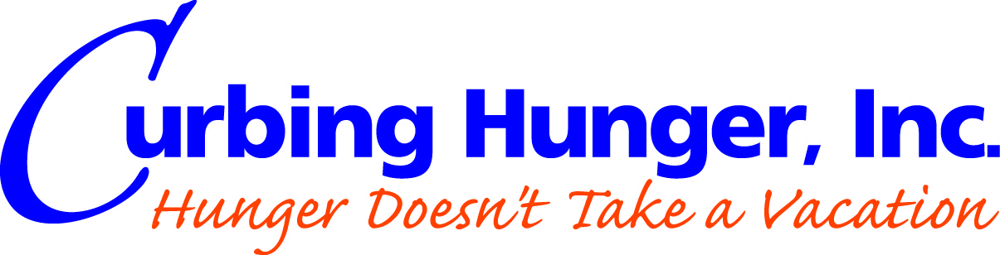 Curbing Hunger, Inc.
Hunger Doesn't Take a Vacation